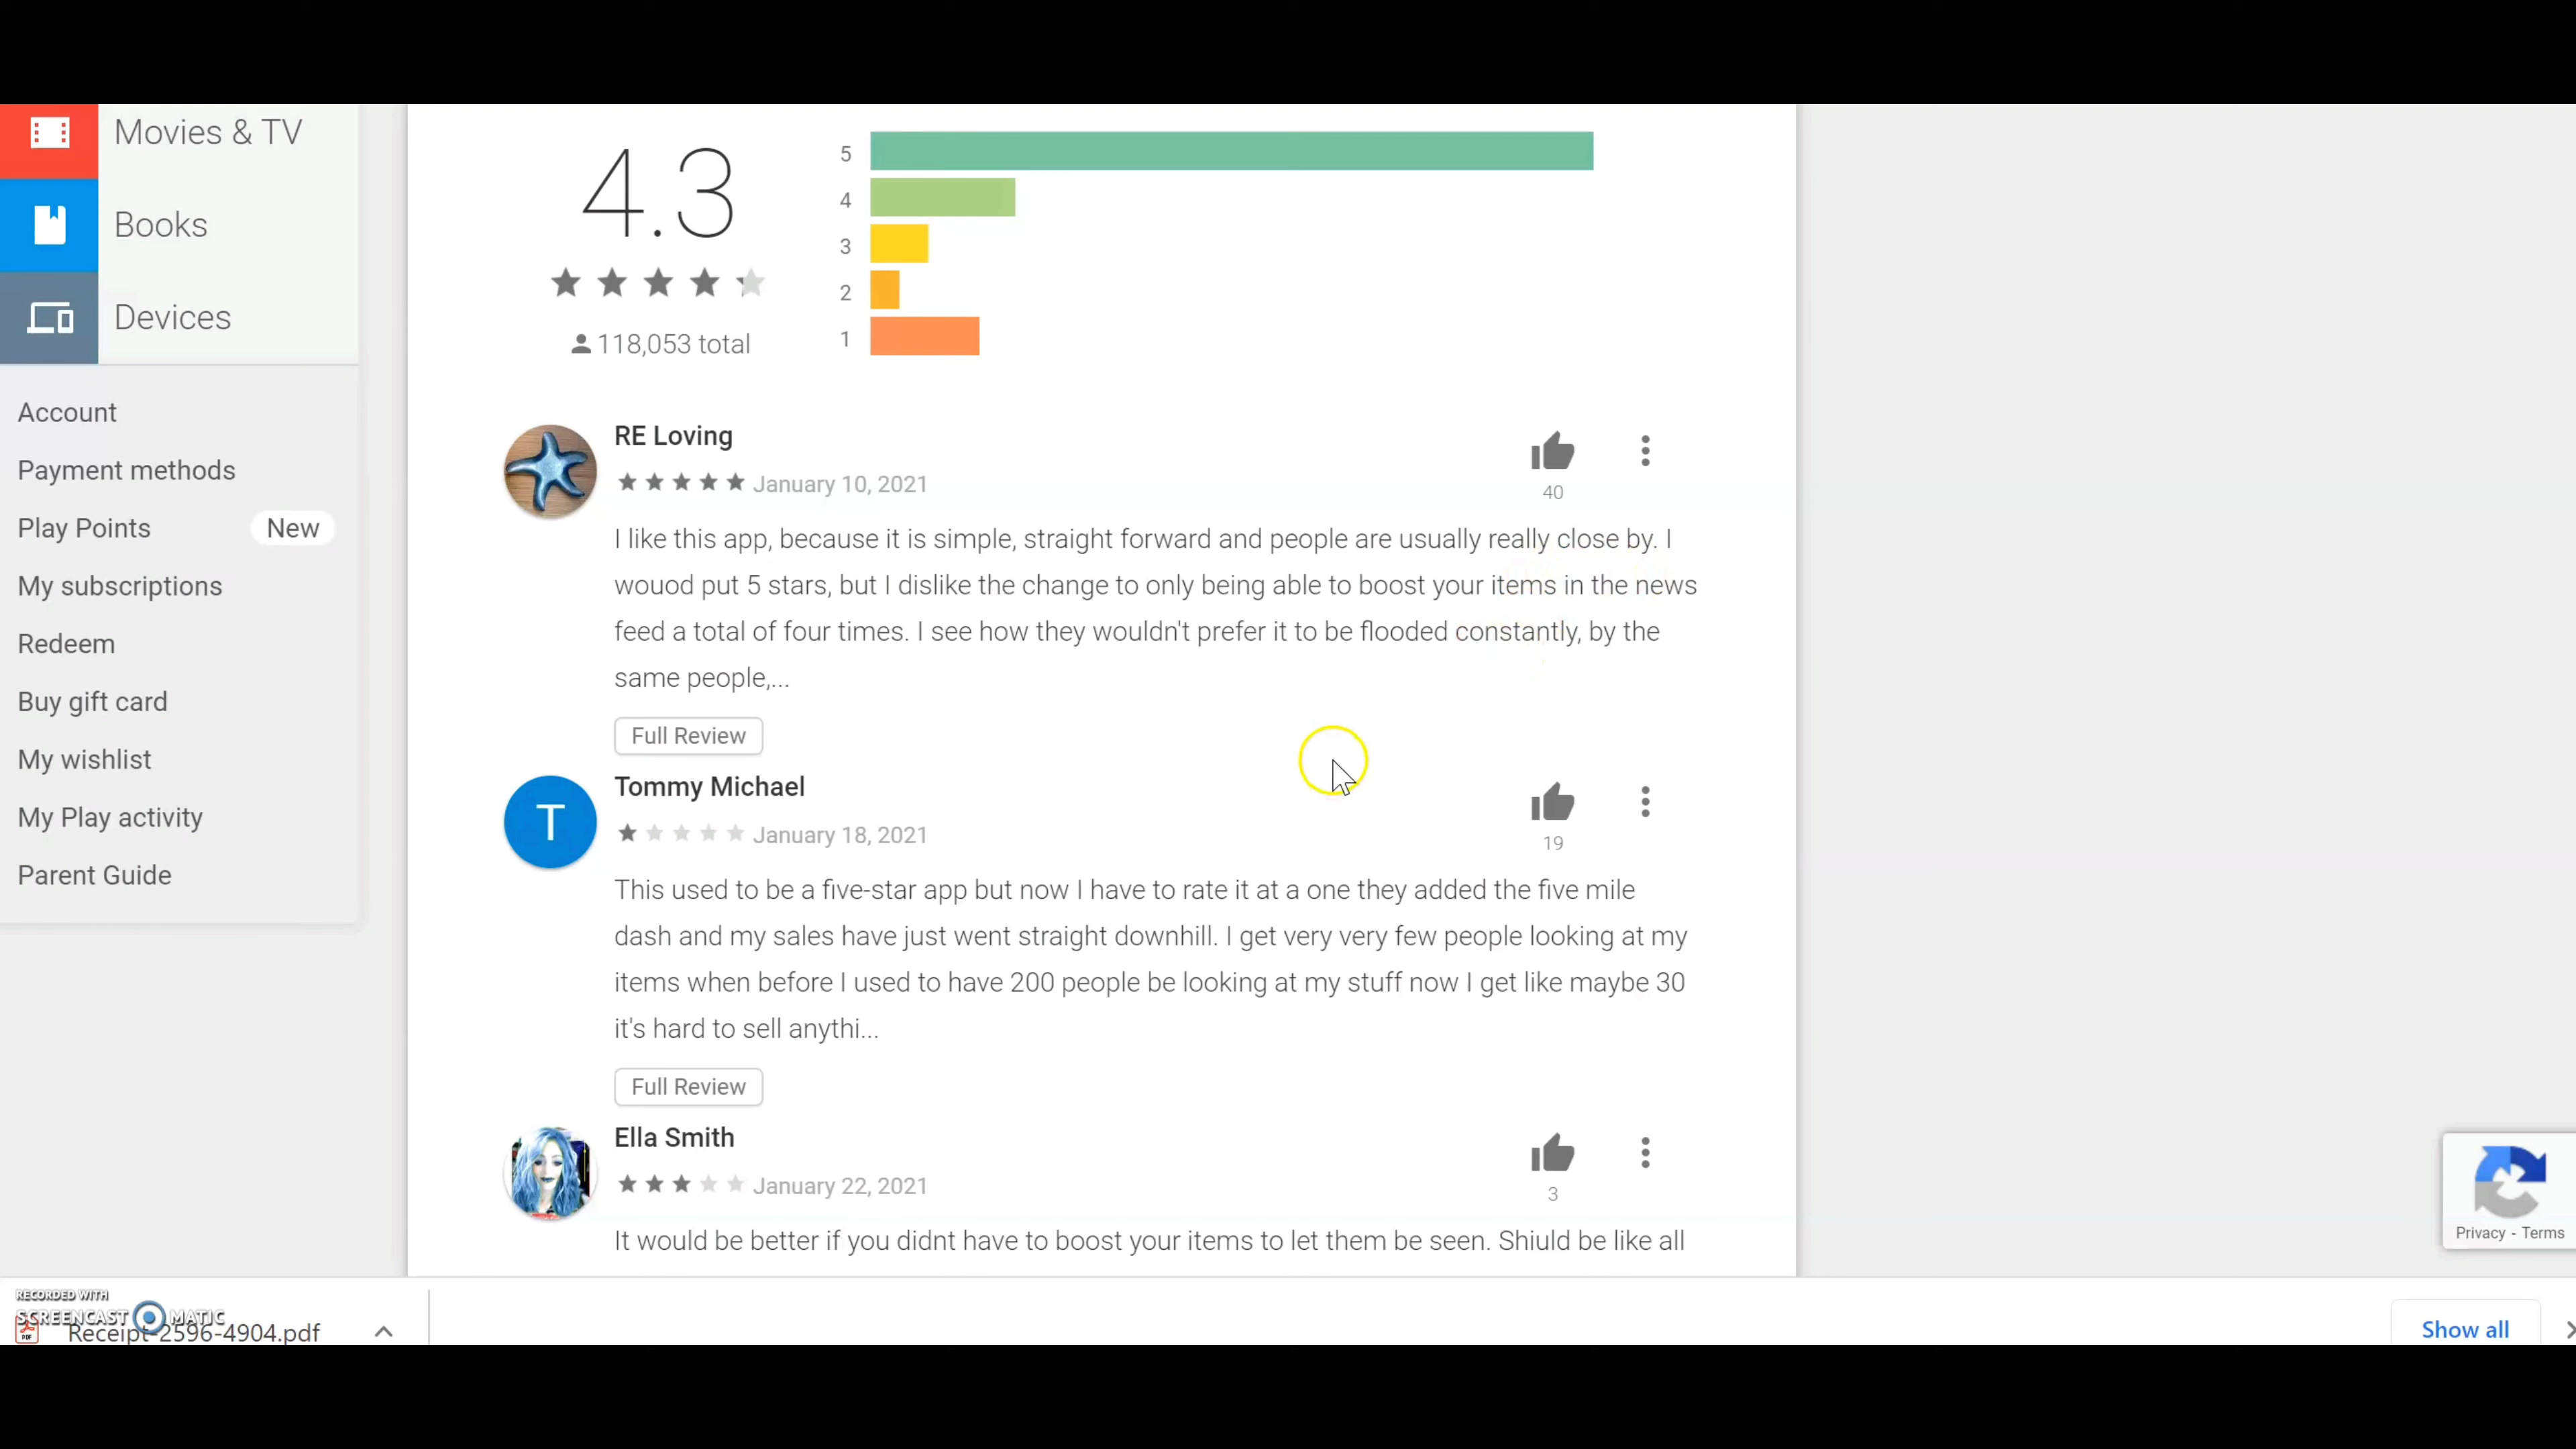 Movies & TV
Books
Devices
Account
Payment methods
Play Points New
My subscriptions
Redeem
Buy gift card
My wishlist
My Play activity
Parent Guide
4.3
118,053 total
5
4
3
2
1
RE Loving
January 10, 2021
40
I like this app, because it is simple, straight forward and people are usually really close by. I
wouod put 5 stars, but I dislike the change to only being able to boost your items in the news
feed a total of four times. I see how they wouldn't prefer it to be flooded constantly, by the
same people,...
Full Review
T
Tommy Michael
January 18, 2021
19
This used to be a five-star app but now I have to rate it at a one they added the five mile
dash and my sales have just went straight downhill. I get very very few people looking at my
items when before I used to have 200 people be looking at my stuff now I get like maybe 30
it's hard to sell anythi...
Full Review
Ella Smith
January 22, 2021
3
It would be better if you didnt have to boost your items to let them be seen. Shiuld be like all
Privacy - Terms
RECORDED WITH
SCREENCAST MATIC
PDF
Receipt-2596-4904.pdf
Show all